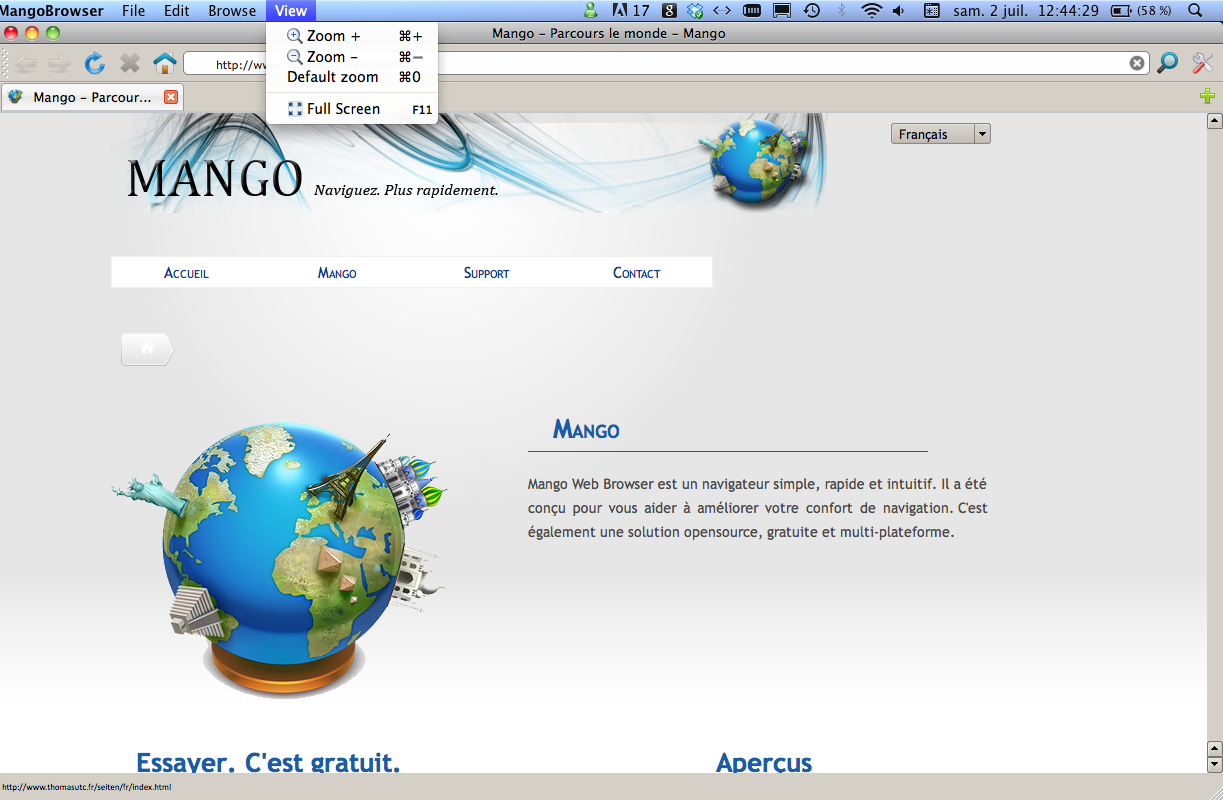 MangoBrowser File Edit Browse View 17 sam. 2 juil. 12:44:29 (58 %)
Mango – Parcours le monde – Mango
Zoom + ⌘+
Zoom – ⌘–
Default zoom ⌘0
Full Screen F11
http://w
Mango – Parcour...
Français
MANGO Naviguez. Plus rapidement.
Accueil Mango Support Contact
Mango
Mango Web Browser est un navigateur simple, rapide et intuitif. Il a été
conçu pour vous aider à améliorer votre confort de navigation. C'est
également une solution opensource, gratuite et multi-plateforme.
Essayer. C'est gratuit. Aperçus
http://www.thomasutc.fr/seiten/fr/index.html